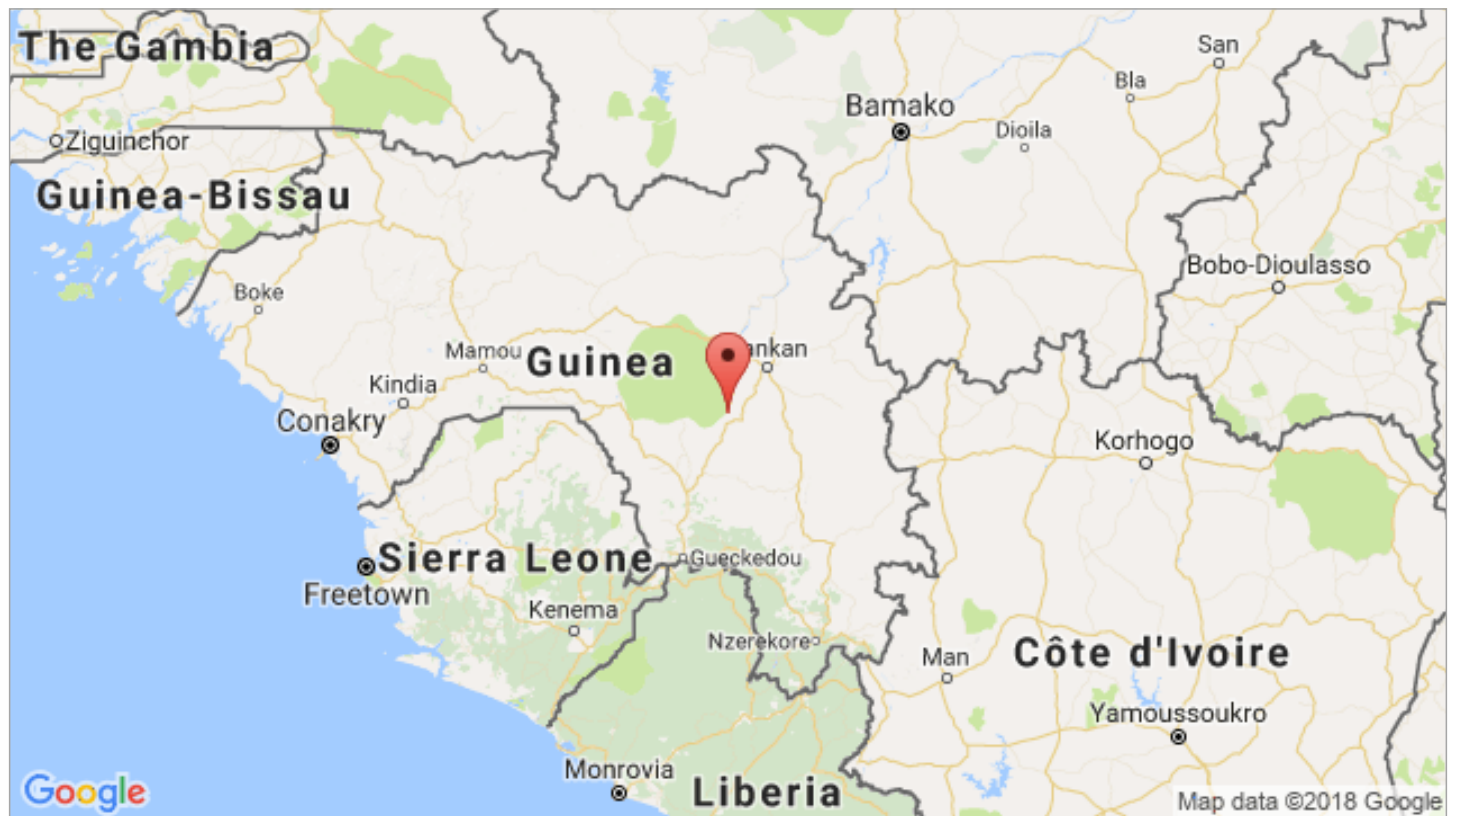 The Gambia
San
Bla
Bamako
Dioila
Ziguinchor
Guinea-Bissau
Bobo-Dioulasso
Boke
Mamou
Guinea
ankan
Kindia
Conakry
Korhogo
Sierra Leone
Gueckedou
Freetown
Kenema
Nzerekore
Man
Côte d'Ivoire
Yamoussoukro
Monrovia
Liberia
Google
Map data ©2018 Google